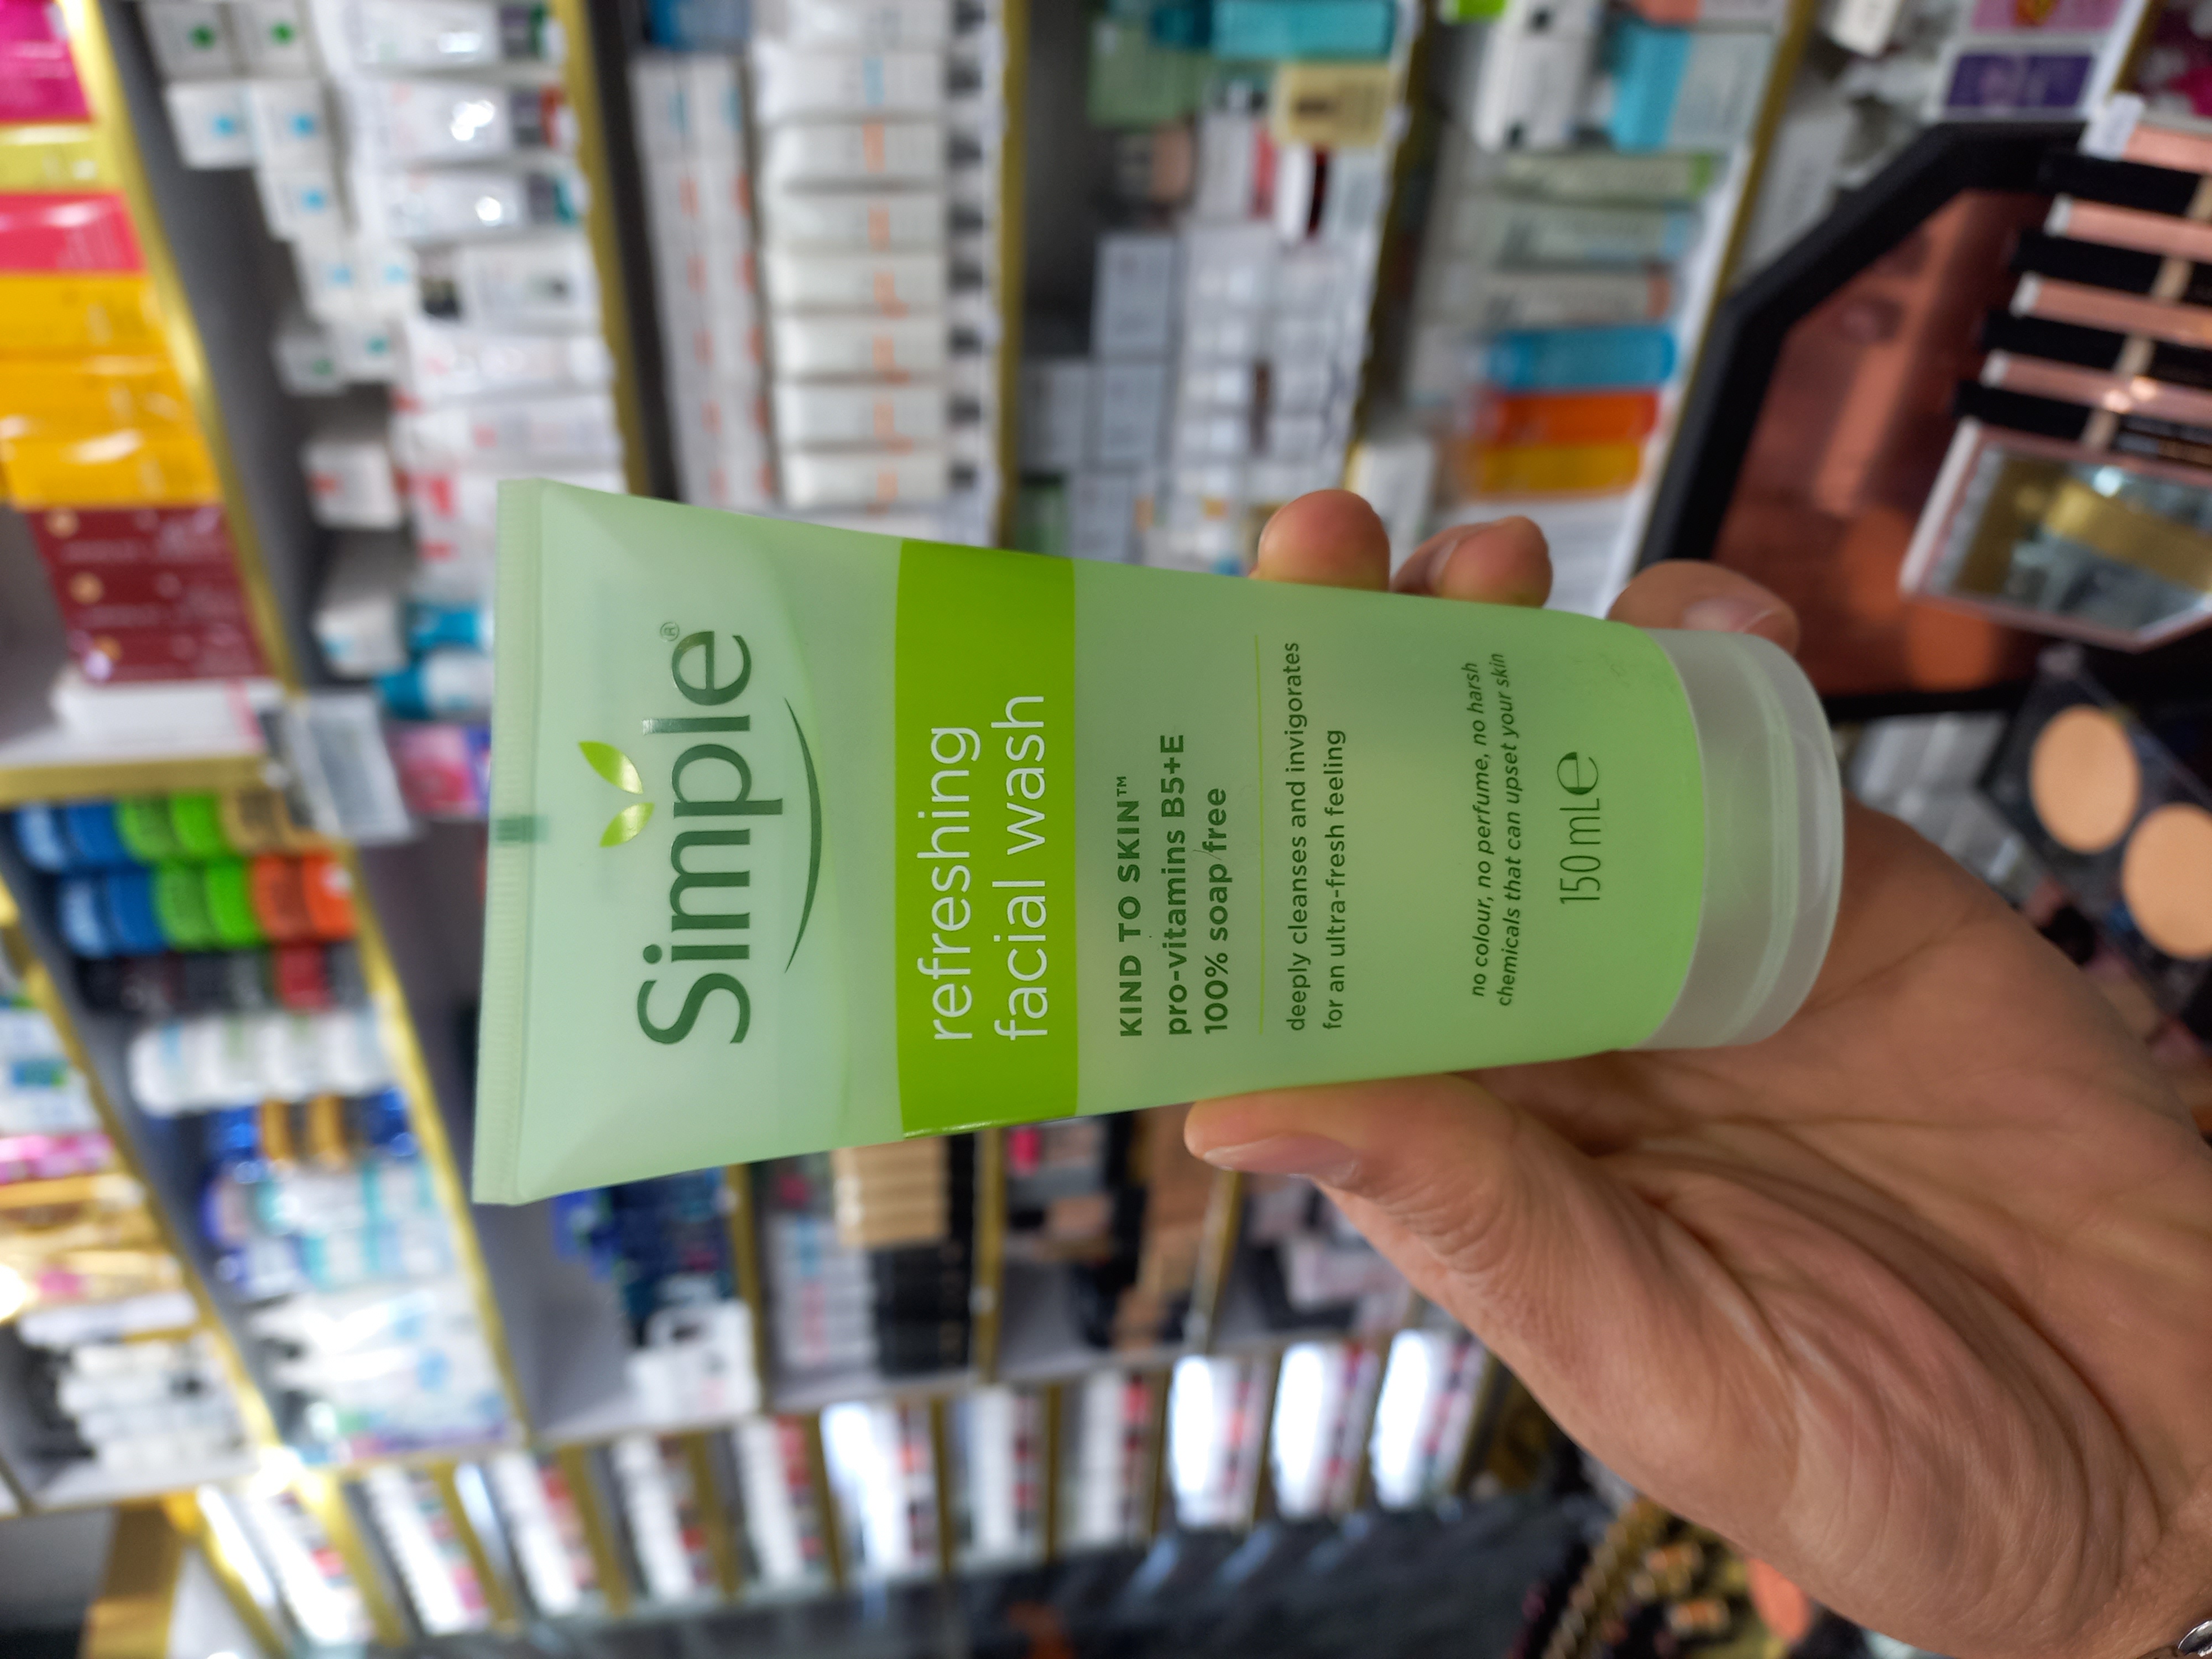 Simple®
refreshing
facial wash
KIND TO SKIN™
pro-vitamins B5+E
100% soap free
deeply cleanses and invigorates
for an ultra-fresh feeling
no colour, no perfume, no harsh
chemicals that can upset your skin
150 mL℮